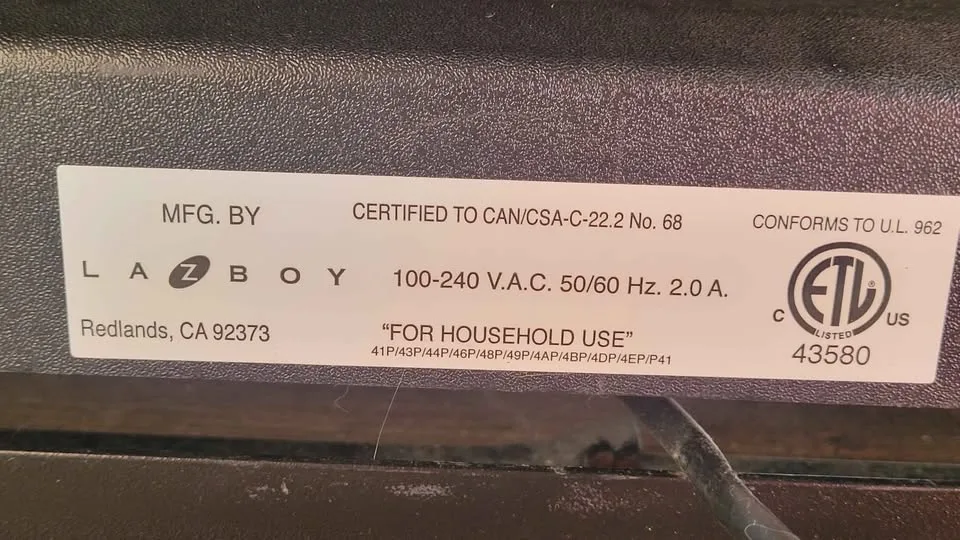 MFG. BY
LAZBOY
Redlands, CA 92373
CERTIFIED TO CAN/CSA-C-22.2 No. 68
100-240 V.A.C. 50/60 Hz. 2.0 A.
“FOR HOUSEHOLD USE”
41P/43P/44P/46P/48P/49P/4AP/4BP/4DP/4EP/P41
CONFORMS TO U.L. 962
ETL®
C US
LISTED
43580